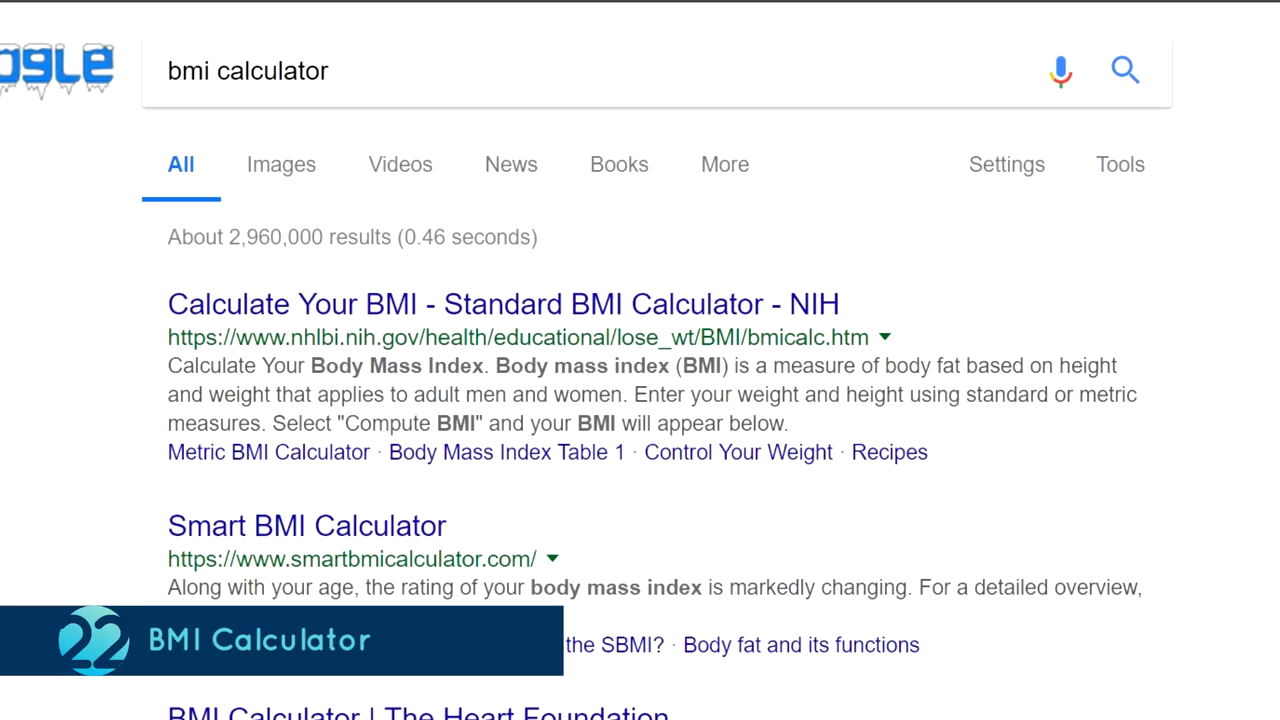 ogle
bmi calculator
All Images Videos News Books More Settings Tools
About 2,960,000 results (0.46 seconds)
Calculate Your BMI - Standard BMI Calculator - NIH
https://www.nhlbi.nih.gov/health/educational/lose_wt/BMI/bmicalc.htm
Calculate Your Body Mass Index. Body mass index (BMI) is a measure of body fat based on height
and weight that applies to adult men and women. Enter your weight and height using standard or metric
measures. Select "Compute BMI" and your BMI will appear below.
Metric BMI Calculator · Body Mass Index Table 1 · Control Your Weight · Recipes
Smart BMI Calculator
https://www.smartbmicalculator.com/
Along with your age, the rating of your body mass index is markedly changing. For a detailed overview,
22 BMI Calculator
the SBMI? · Body fat and its functions
BMI Calculator | The Heart Foundation